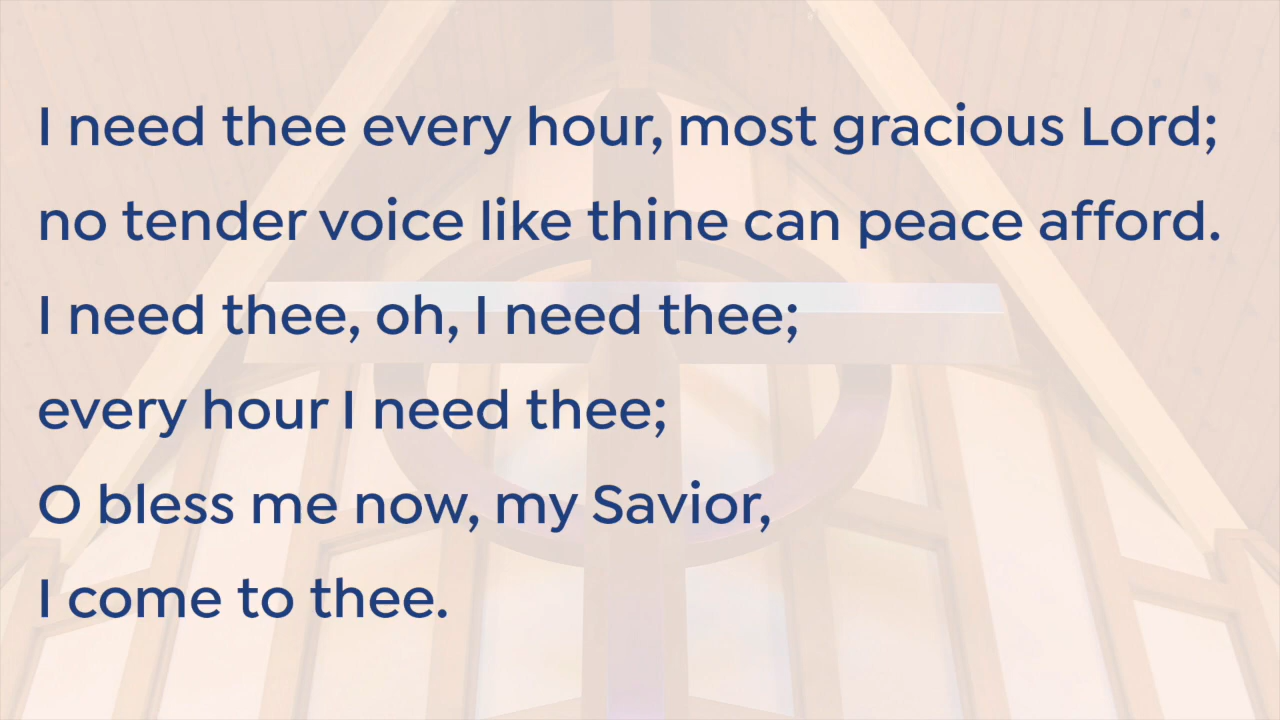 I need thee every hour, most gracious Lord;
no tender voice like thine can peace afford.
I need thee, oh, I need thee;
every hour I need thee;
O bless me now, my Savior,
I come to thee.